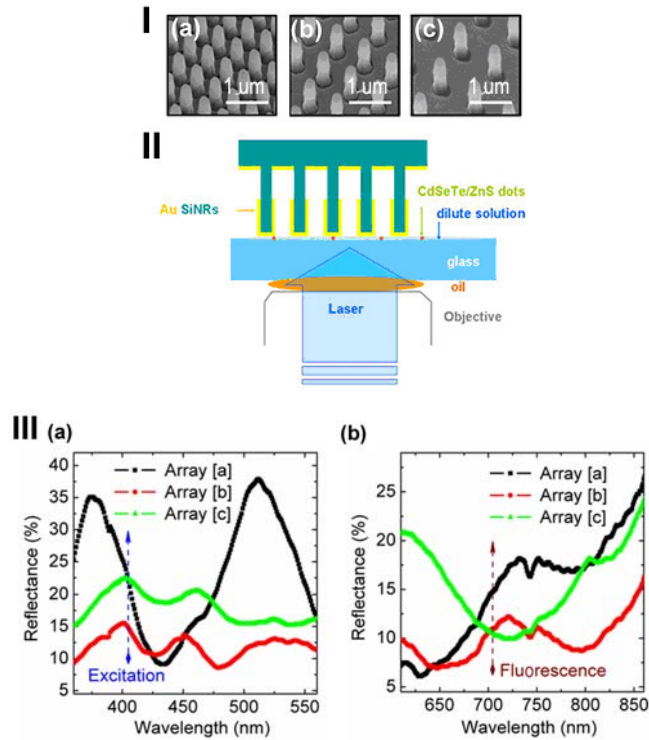 I
(a) (b) (c)
1 um 1 um 1 um
II
CdSeTe/ZnS dots
Au SiNRs
dilute solution
glass
oil
Laser
Objective
III (a) (b)
40
35
30
25
20
15
10
5
Reflectance (%)
Array [a]
Array [b]
Array [c]
Excitation
400 450 500 550
Wavelength (nm)
25
20
15
10
5
Reflectance (%)
Array [a]
Array [b]
Array [c]
Fluorescence
650 700 750 800 850
Wavelength (nm)